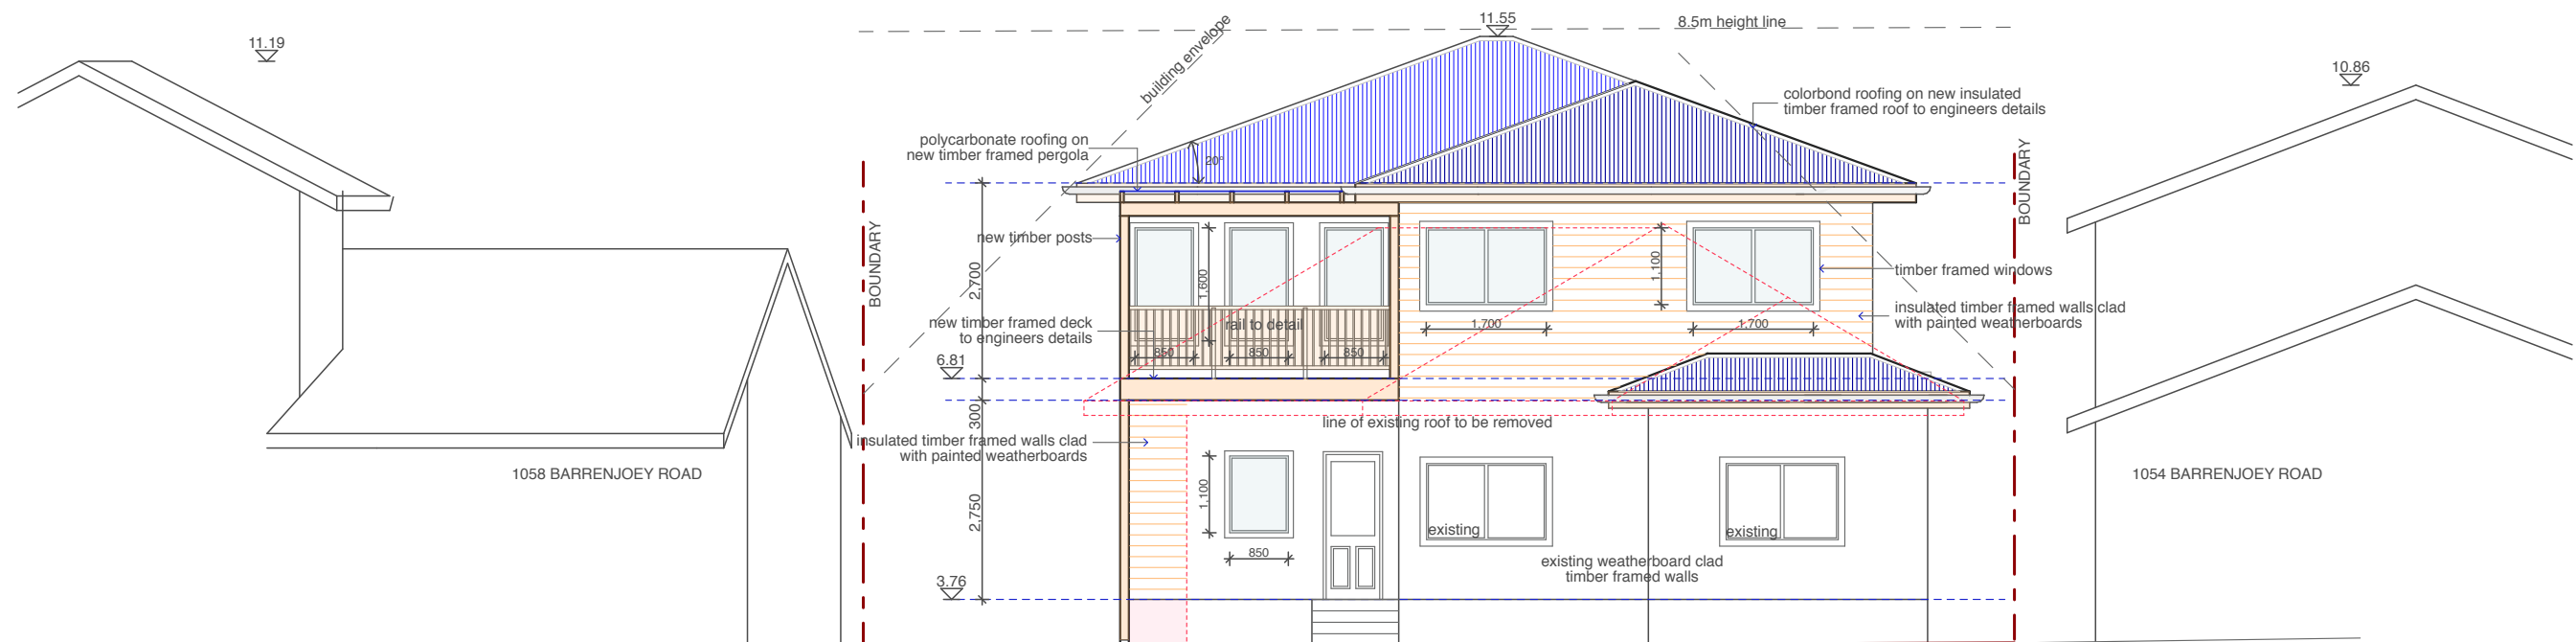 11.19
building envelope
11.55
8.5m height line
10.86
colorbond roofing on new insulated
timber framed roof to engineers details
polycarbonate roofing on
new timber framed pergola
20°
BOUNDARY
BOUNDARY
new timber posts
2,700
1,600
1,100
timber framed windows
new timber framed deck
to engineers details
rail to detail
1,700
1,700
insulated timber framed walls clad
with painted weatherboards
850
850
850
6.81
300
line of existing roof to be removed
insulated timber framed walls clad
with painted weatherboards
1058 BARRENJOEY ROAD
1054 BARRENJOEY ROAD
2,750
1,100
existing
existing
850
existing weatherboard clad
timber framed walls
3.76